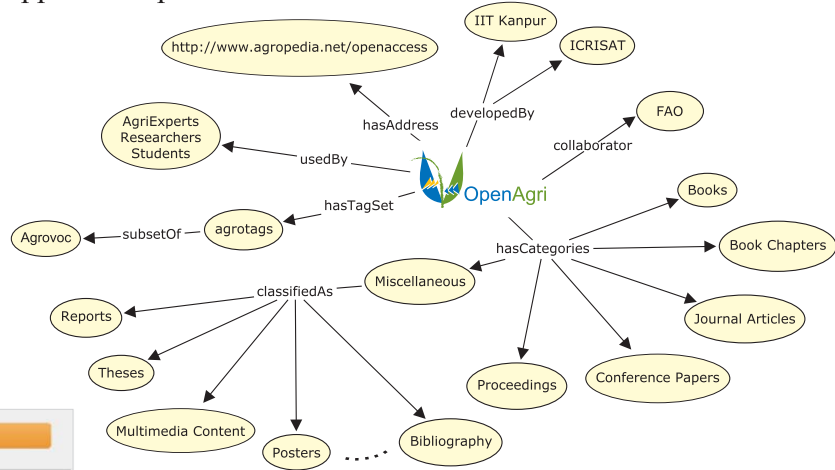 IIT Kanpur
http://www.agropedia.net/openaccess
ICRISAT
developedBy
hasAddress
FAO
AgriExperts
Researchers
Students
collaborator
usedBy
OpenAgri
Books
hasTagSet
agrotags
subsetOf
Agrovoc
hasCategories
Book Chapters
Miscellaneous
classifiedAs
Reports
Journal Articles
Theses
Conference Papers
Proceedings
Multimedia Content
Bibliography
Posters